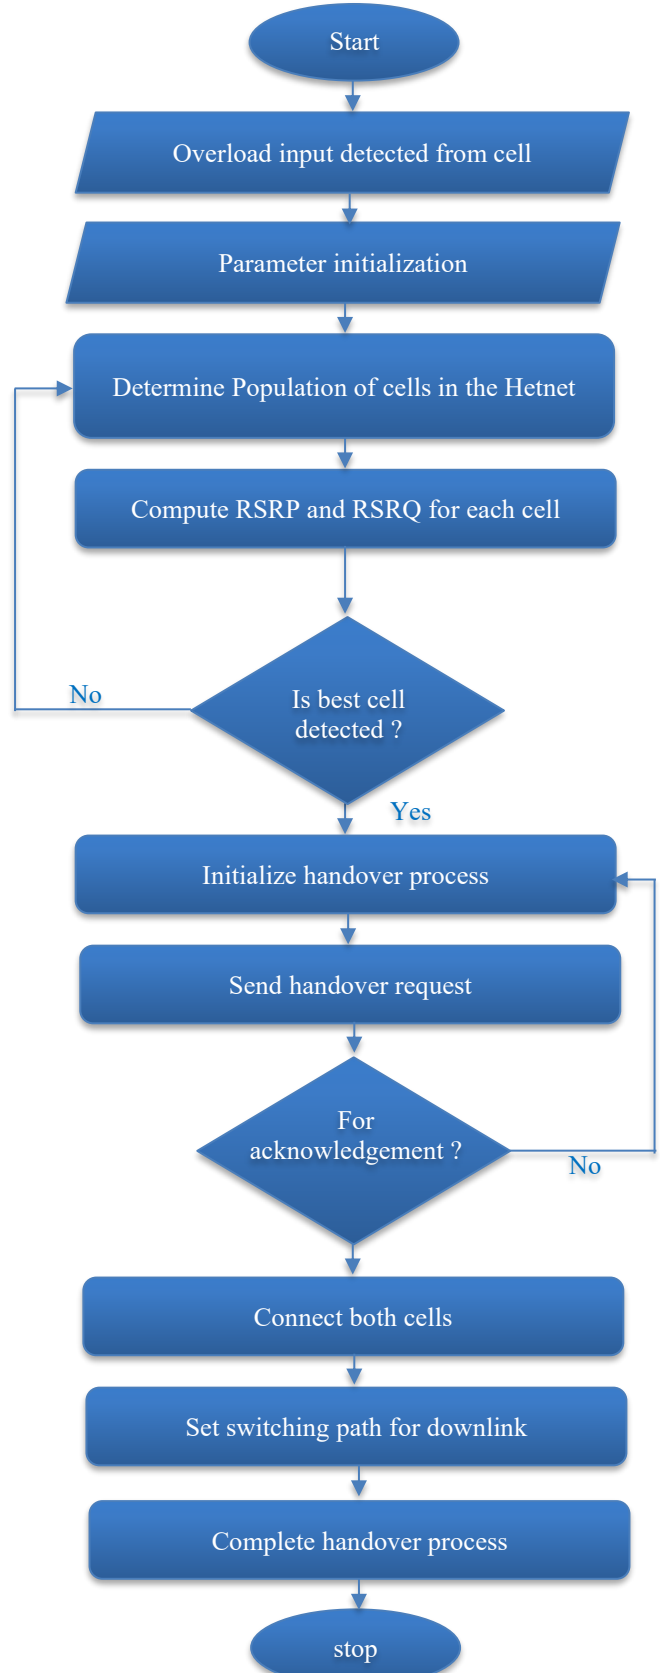 Start
Overload input detected from cell
Parameter initialization
Determine Population of cells in the Hetnet
Compute RSRP and RSRQ for each cell
Is best cell
detected ?
No
Yes
Initialize handover process
Send handover request
For
acknowledgement ?
No
Connect both cells
Set switching path for downlink
Complete handover process
stop